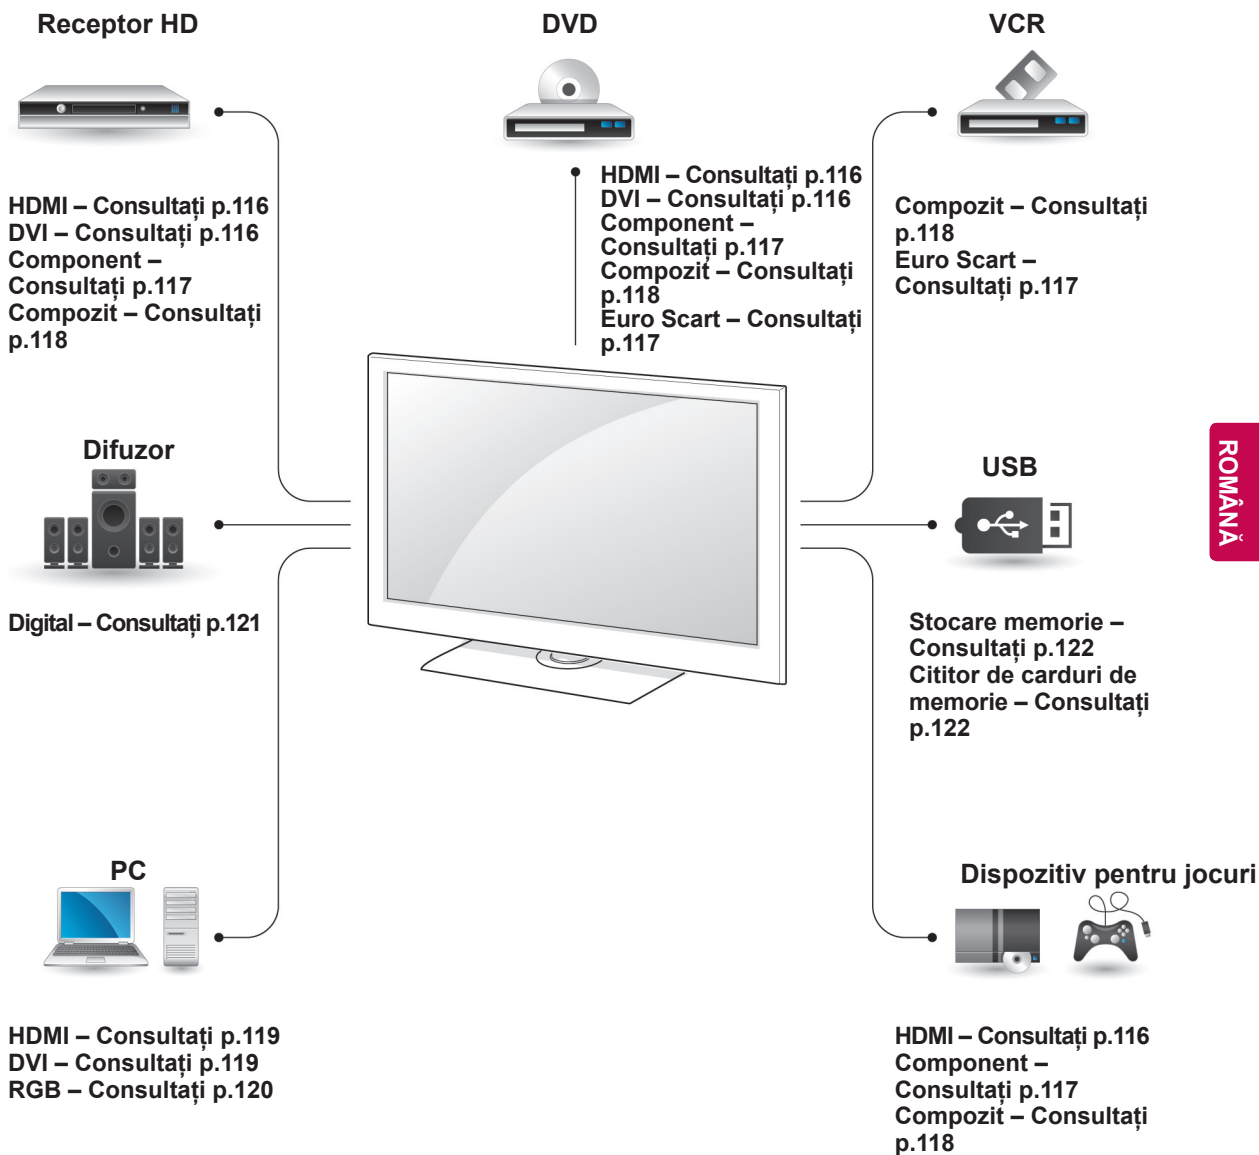 Receptor HD
HDMI – Consultați p.116
DVI – Consultați p.116
Component –
Consultați p.117
Compozit – Consultați
p.118
DVD
HDMI – Consultați p.116
DVI – Consultați p.116
Component –
Consultați p.117
Compozit – Consultați
p.118
Euro Scart – Consultați
p.117
VCR
Compozit – Consultați
p.118
Euro Scart –
Consultați p.117
Difuzor
Digital – Consultați p.121
USB
Stocare memorie –
Consultați p.122
Cititor de carduri de
memorie – Consultați
p.122
ROMÂNĂ
PC
HDMI – Consultați p.119
DVI – Consultați p.119
RGB – Consultați p.120
Dispozitiv pentru jocuri
HDMI – Consultați p.116
Component –
Consultați p.117
Compozit – Consultați
p.118